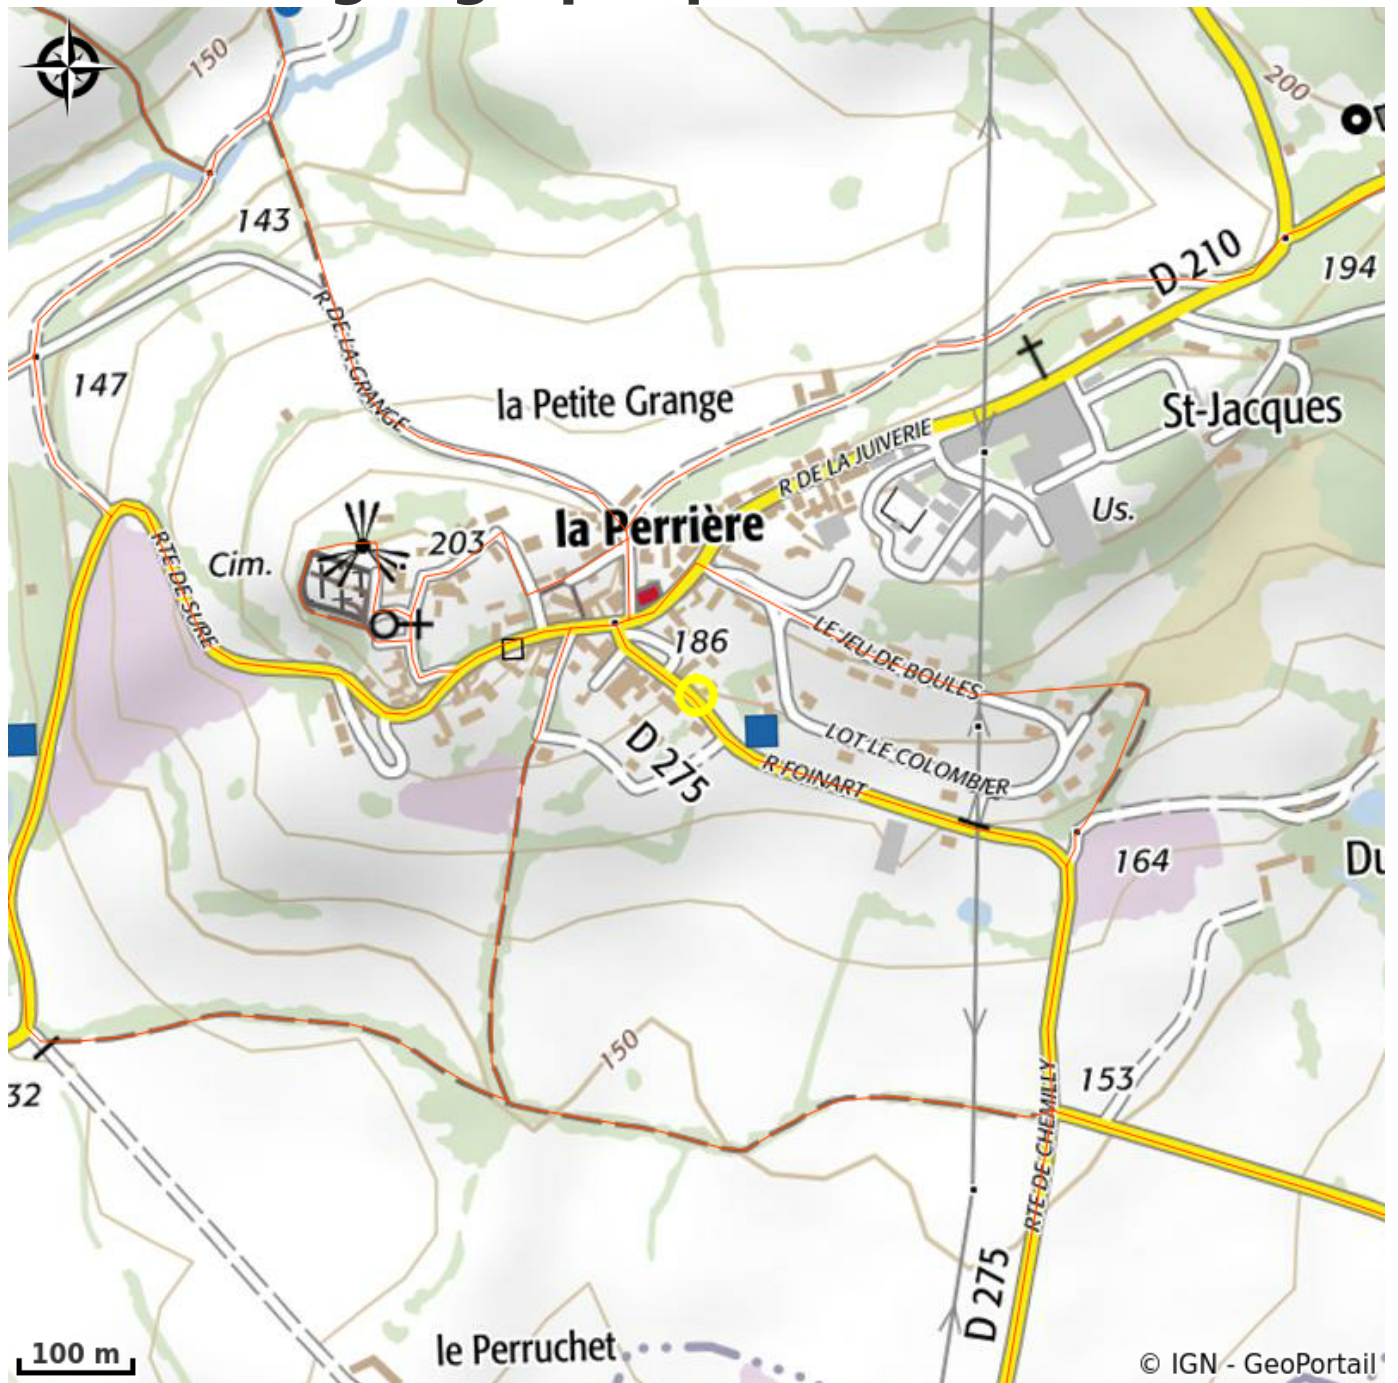 150
200
143
D 210
194
147
R DE LA GRANGE
la Petite Grange
St-Jacques
R DE LA JUIVERIE
Us.
la Perrière
203
Cim.
RTE DE SURE
186
LE JEU DE BOULES
D 275
LOT LE COLOMBIER
R FOINART
164
Du
150
153
32
RTE DE CHEMILLY
D 275
le Perruchet
100 m
© IGN - GeoPortail